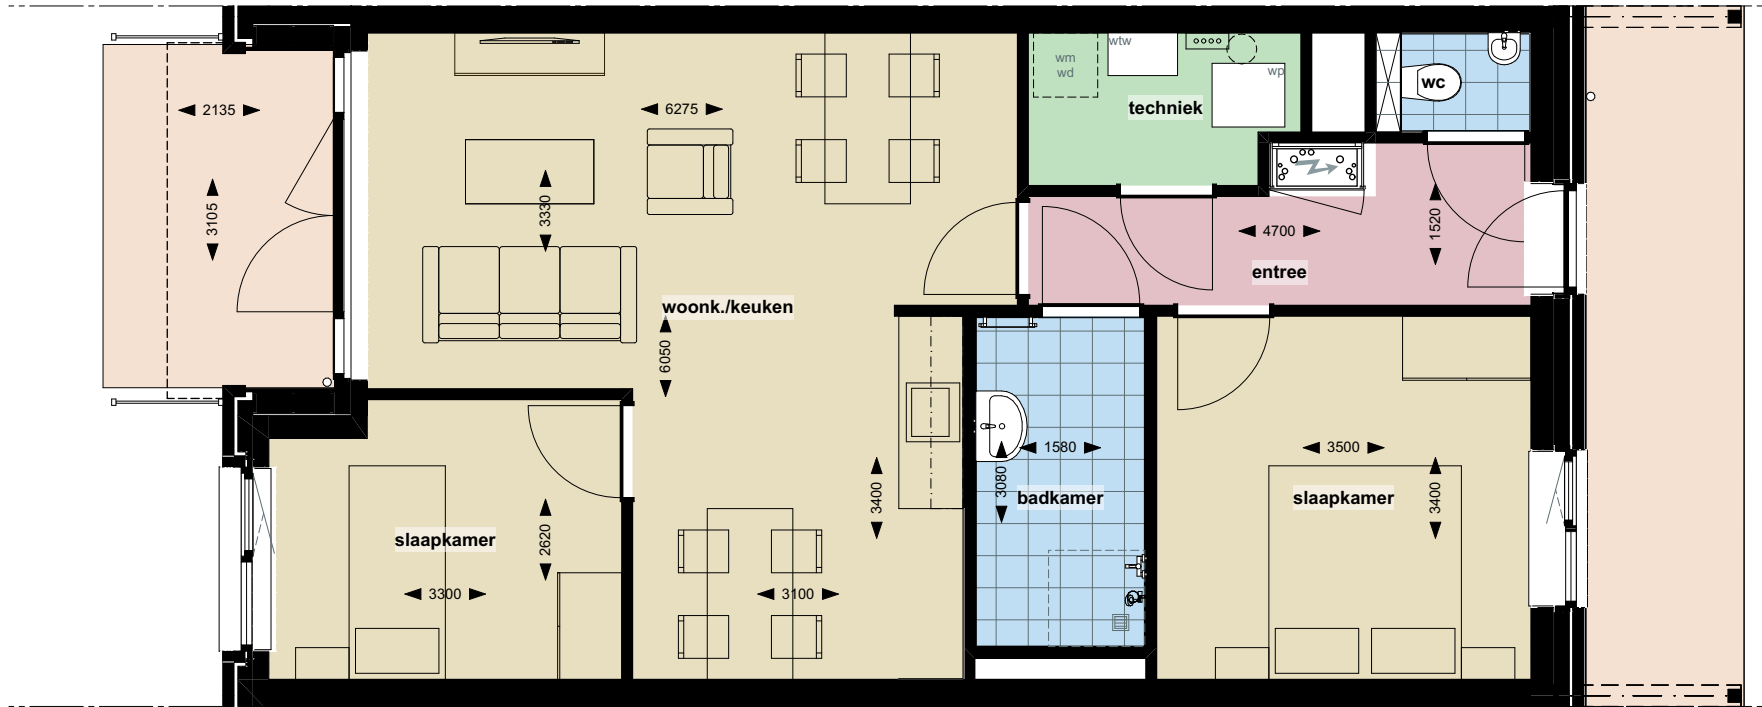 wtw
wm
wd
wp
wc
techniek
2135
6275
3105
3330
4700
1520
entree
woonk./keuken
6050
1580
3500
3080
3400
3400
badkamer
slaapkamer
slaapkamer
2620
3300
3100